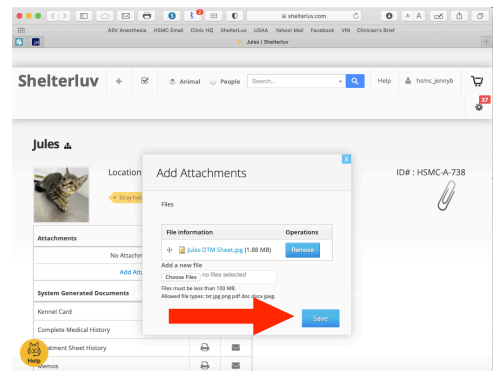 shelterluv.com
A A
ASV Anesthesia HSMC Email Clinic HQ ShelterLuv USAA Yahoo! Mail Facebook VIN Clinician's Brief
Jules | Shelterluv
Shelterluv
Animal People Search... Help hsmc_jennyb
37
Jules
Location
ID# : HSMC-A-738
Stray hold
Add Attachments
X
Files
File information Operations
Jules DTM Sheet.jpg (1.88 MB) Remove
Add a new file
Choose Files no files selected
Files must be less than 100 MB.
Allowed file types: txt jpg png pdf doc docx jpeg.
Save
Attachments
No Attachm
Add Atta
System Generated Documents
Kennel Card
Complete Medical History
atment Sheet History
Memos
Help